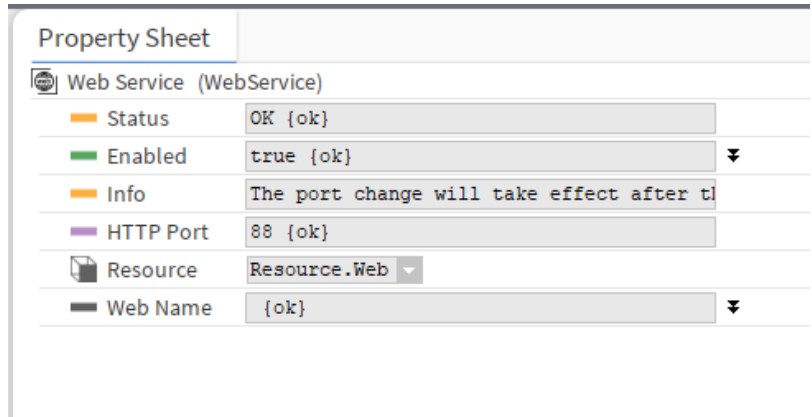 Property Sheet
Web Service (WebService)
Status OK {ok}
Enabled true {ok}
Info The port change will take effect after
HTTP Port 88 {ok}
Resource Resource.Web
Web Name {ok}